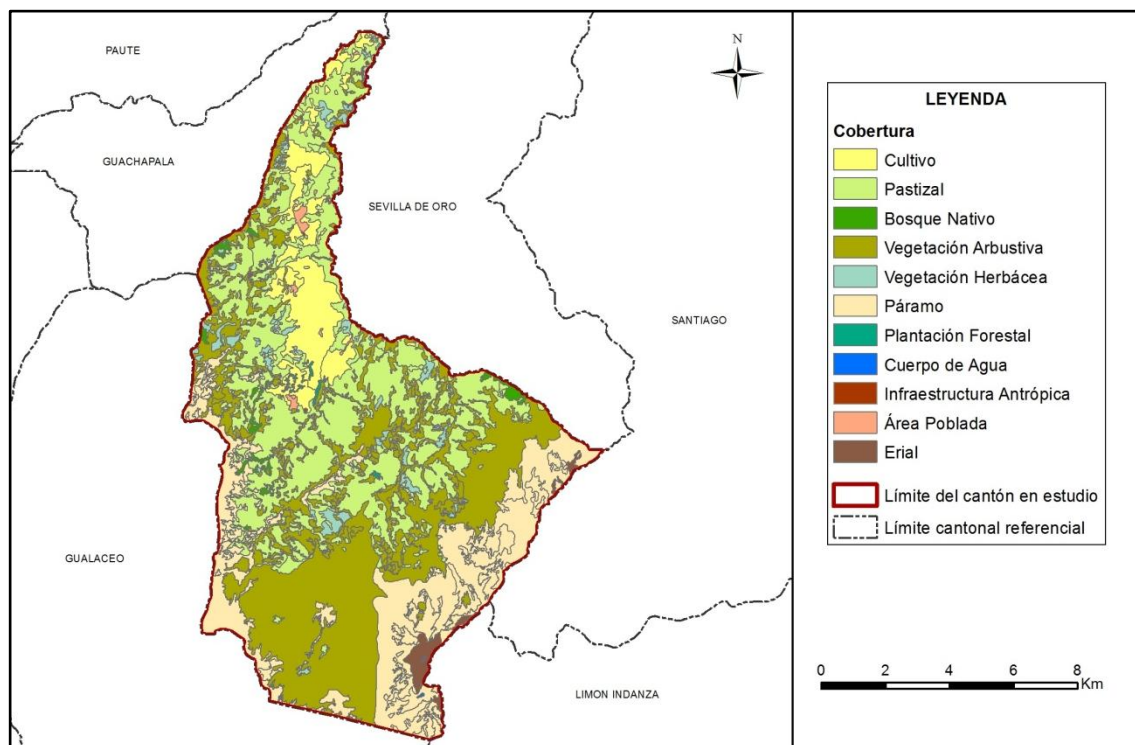 PAUTE
N
GUACHAPALA
SEVILLA DE ORO
SANTIAGO
GUALACEO
LIMON INDANZA
LEYENDA
Cobertura
Cultivo
Pastizal
Bosque Nativo
Vegetación Arbustiva
Vegetación Herbácea
Páramo
Plantación Forestal
Cuerpo de Agua
Infraestructura Antrópica
Área Poblada
Erial
Límite del cantón en estudio
Límite cantonal referencial
0 2 4 6 8
Km